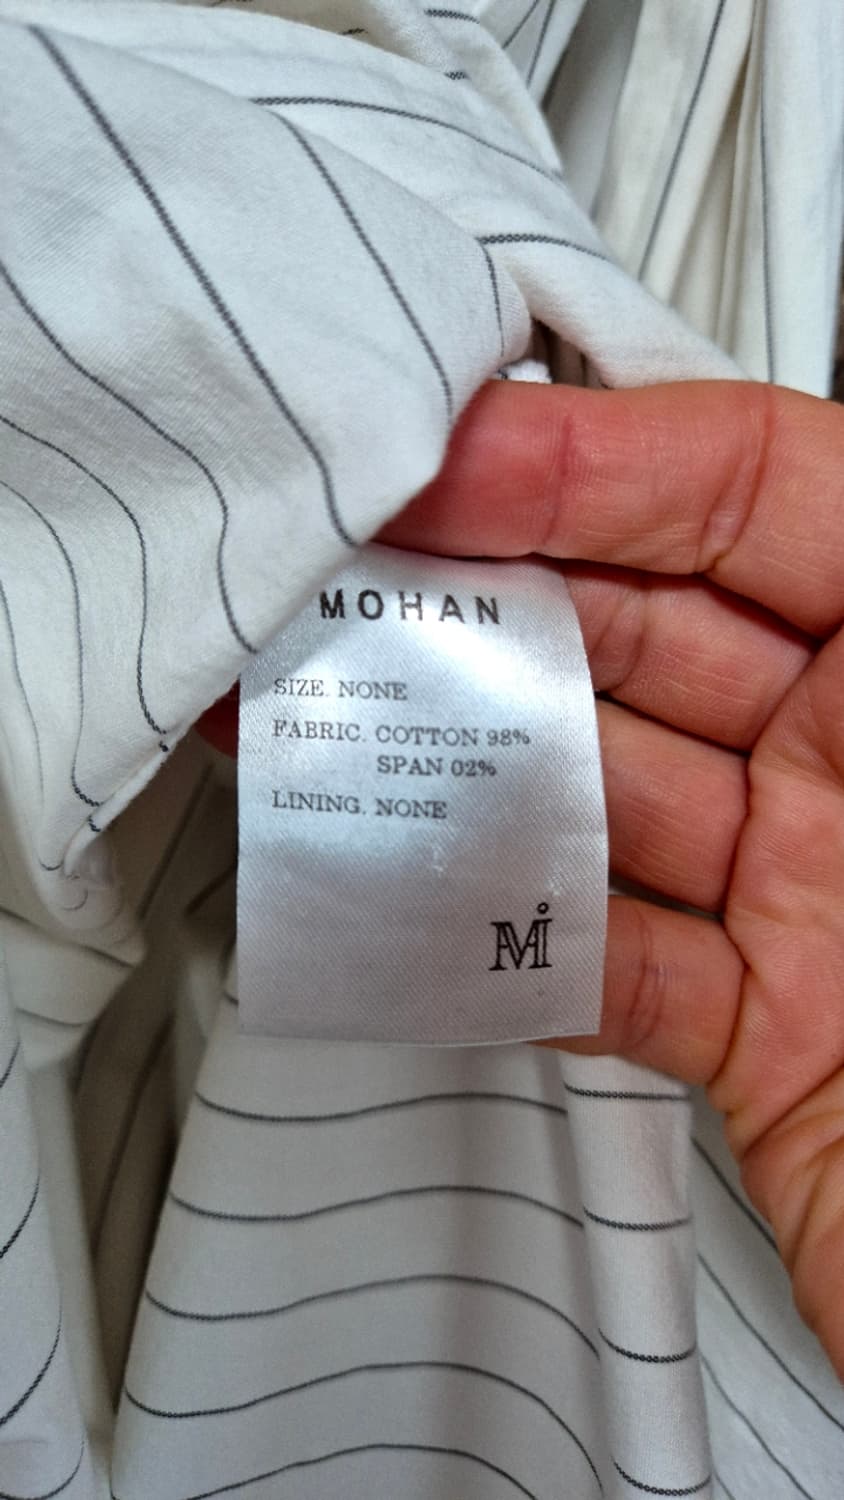 MOHAN
SIZE. NONE
FABRIC. COTTON 98%
SPAN 02%
LINING. NONE